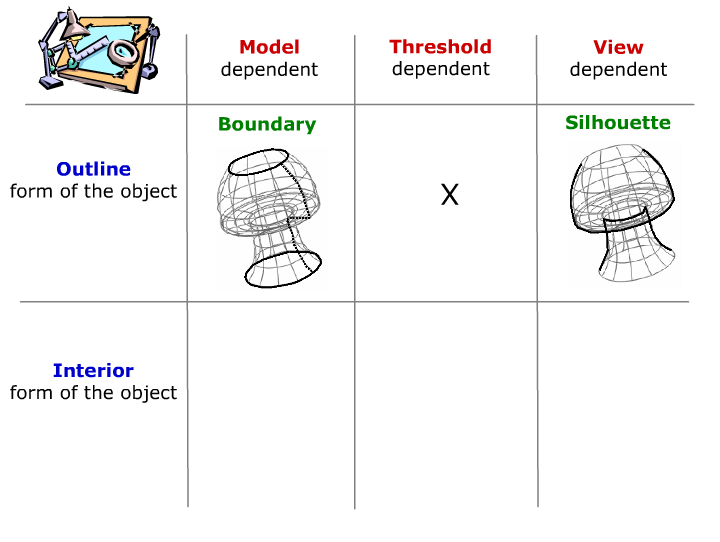 Model
dependent
Threshold
dependent
View
dependent
Boundary
Silhouette
Outline
form of the object
X
Interior
form of the object